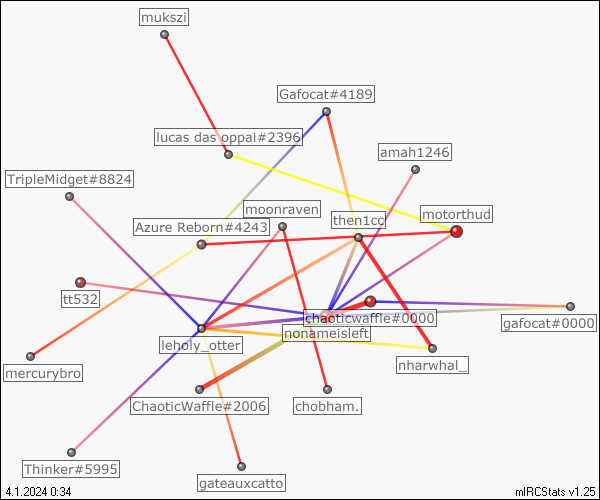 mukszi
Gafocat#4189
lucas das oppai#2396
amah1246
TripleMidget#8824
moonraven
motorthud
then1cc
Azure Reborn#4243
tt532
chaoticwaffle#0000
gafocat#0000
nonameisleft
leholy_otter
nharwhal_
mercurybro
ChaoticWaffle#2006
chobham.
Thinker#5995
gateauxcatto
4.1.2024 0:34
mIRCStats v1.25